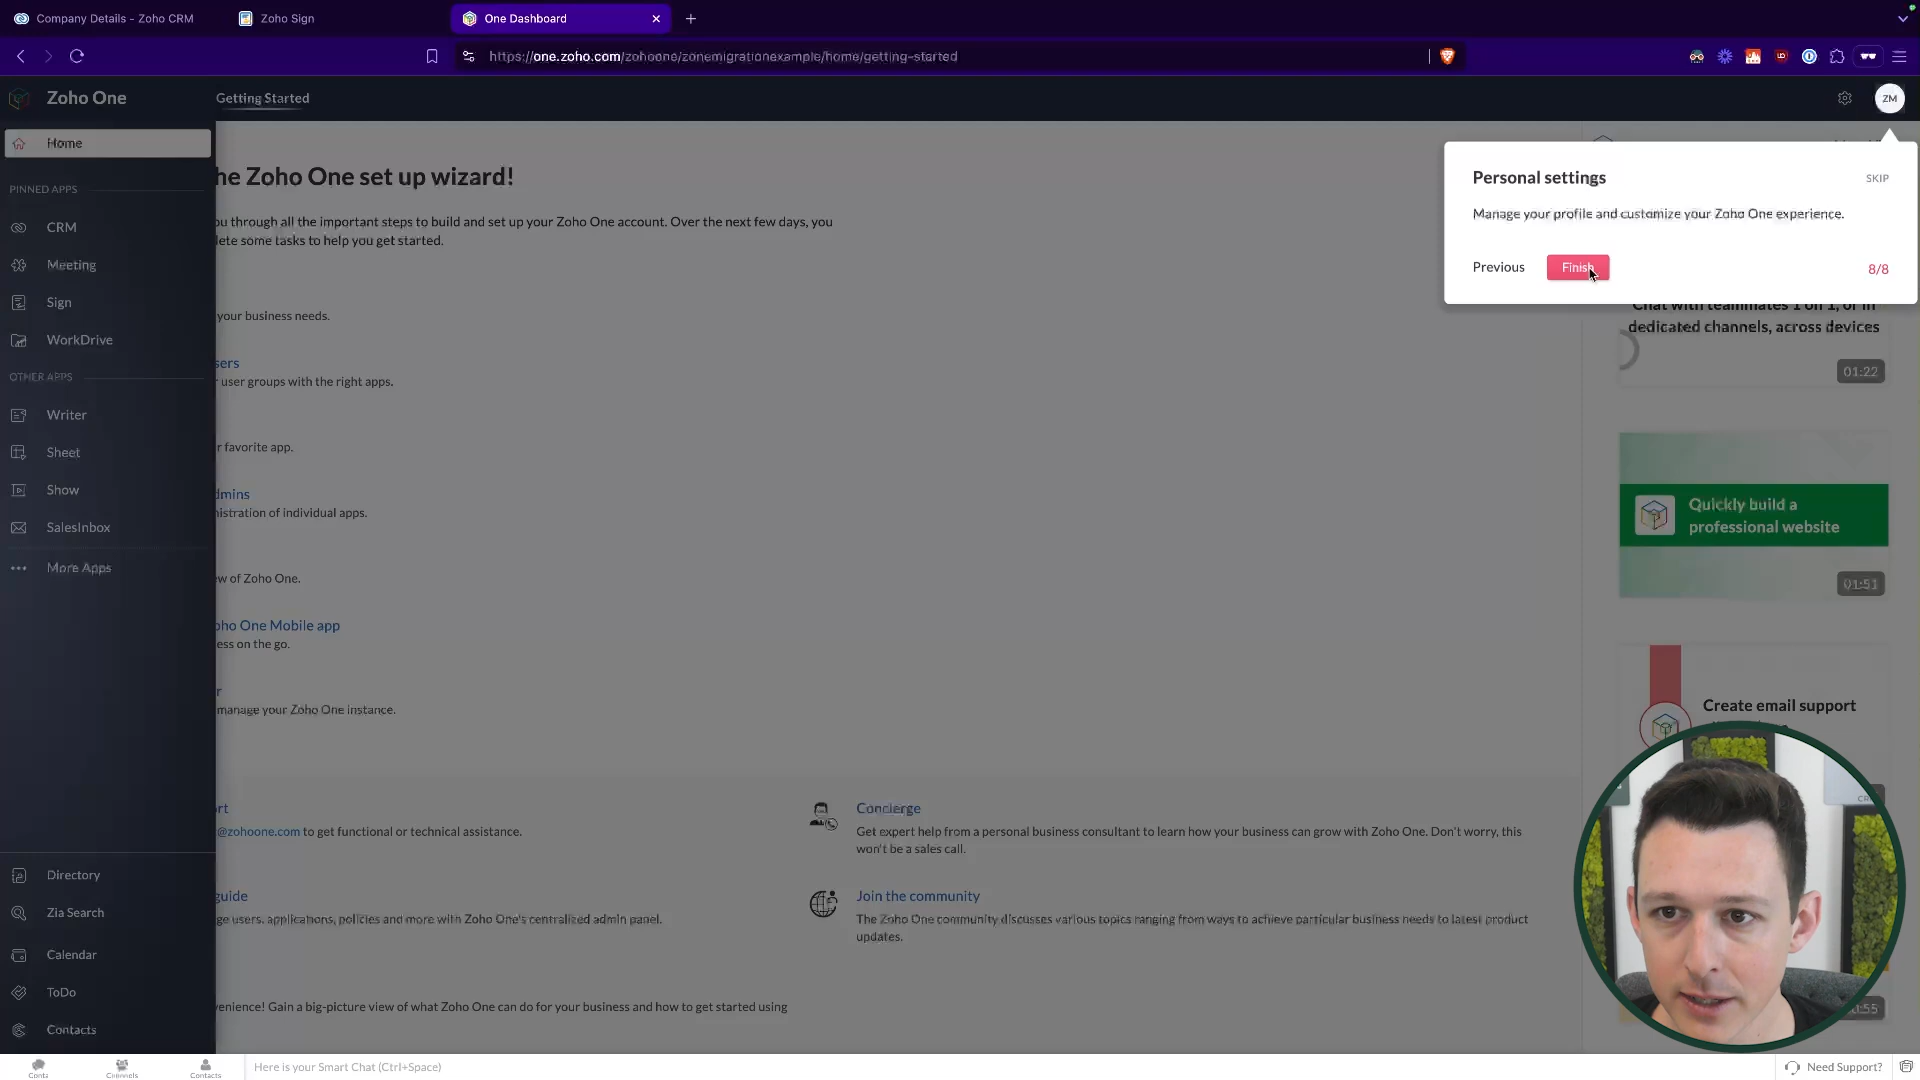 Company Details - Zoho CRM
Zoho Sign
One Dashboard
https://one.zoho.com/zohoone/zonemigrationexample/home/getting-started
Zoho One
Getting Started
ZM
Home
PINNED APPS
CRM
Meeting
Sign
WorkDrive
OTHER APPS
Writer
Sheet
Show
SalesInbox
More Apps
Directory
Zia Search
Calendar
ToDo
Contacts
he Zoho One set up wizard!
u through all the important steps to build and set up your Zoho One account. Over the next few days, you
lete some tasks to help you get started.
your business needs.
sers
user groups with the right apps.
r favorite app.
dmins
istration of individual apps.
ew of Zoho One.
oho One Mobile app
ess on the go.
r
manage your Zoho One instance.
ort
@zohoone.com to get functional or technical assistance.
guide
ge users, applications, policies and more with Zoho One's centralized admin panel.
Concierge
Get expert help from a personal business consultant to learn how your business can grow with Zoho One. Don't worry, this
won't be a sales call.
Join the community
The Zoho One community discusses various topics ranging from ways to achieve particular business needs to latest product
updates.
venience! Gain a big-picture view of what Zoho One can do for your business and how to get started using
Personal settings
SKIP
Manage your profile and customize your Zoho One experience.
Previous
Finish
8/8
Chat with teammates 1 on 1, or in
dedicated channels, across devices
01:22
Quickly build a
professional website
01:51
Create email support
:55
Channels
Contacts
Here is your Smart Chat (Ctrl+Space)
Need Support?